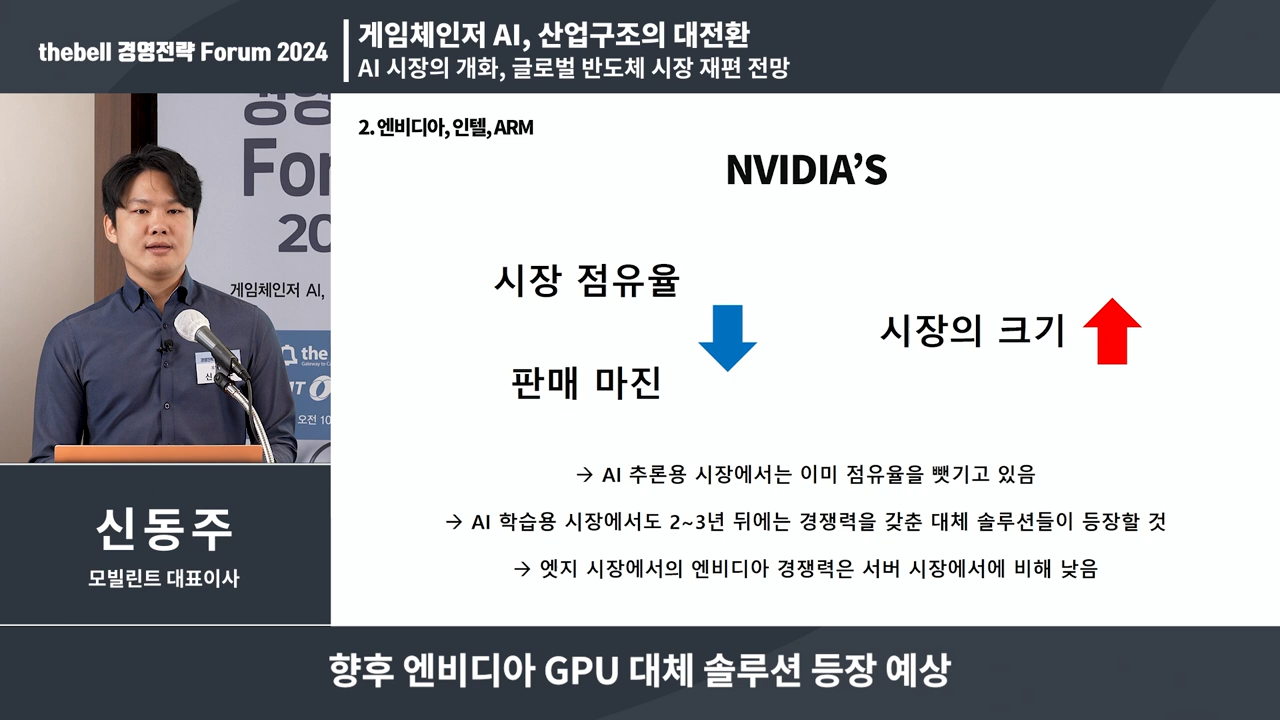 thebell 경영전략 Forum 2024
게임체인저 AI, 산업구조의 대전환
AI 시장의 개화, 글로벌 반도체 시장 재편 전망
경영
For
20
게임체인저 AI,
the
오전 10
신동주
모빌린트 대표이사
2. 엔비디아, 인텔, ARM
NVIDIA’S
시장 점유율
판매 마진
시장의 크기
→ AI 추론용 시장에서는 이미 점유율을 뺏기고 있음
→ AI 학습용 시장에서도 2~3년 뒤에는 경쟁력을 갖춘 대체 솔루션들이 등장할 것
→ 엣지 시장에서의 엔비디아 경쟁력은 서버 시장에서에 비해 낮음
향후 엔비디아 GPU 대체 솔루션 등장 예상